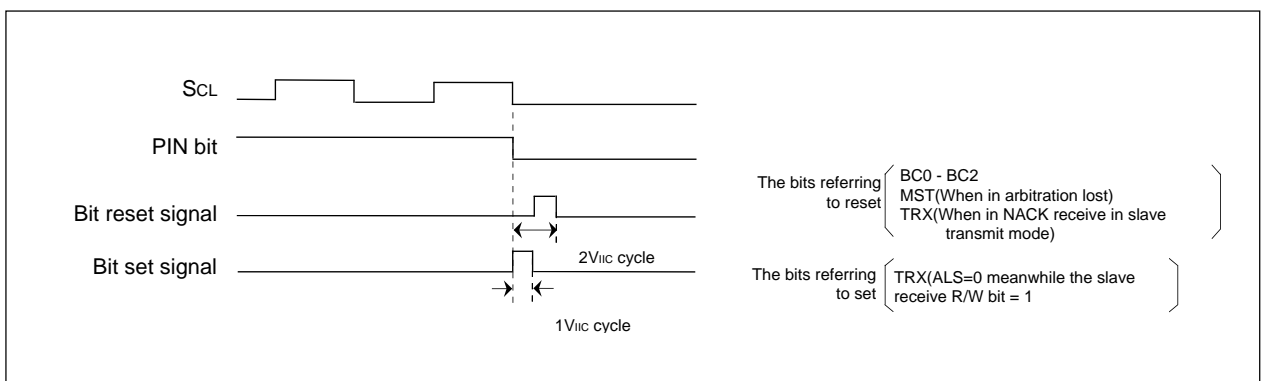 SCL
PIN bit
Bit reset signal
Bit set signal
2VIIC cycle
1VIIC cycle
The bits referring
to reset
BC0 - BC2
MST(When in arbitration lost)
TRX(When in NACK receive in slave
transmit mode)
The bits referring
to set
TRX(ALS=0 meanwhile the slave
receive R/W bit = 1